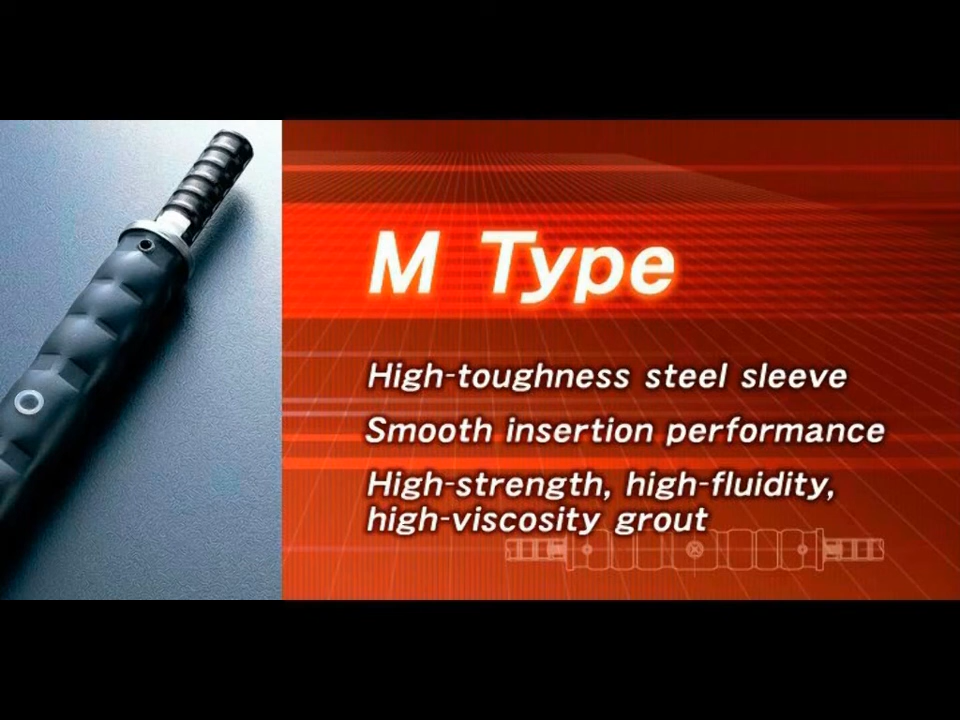 M Type
High-toughness steel sleeve
Smooth insertion performance
High-strength, high-fluidity,
high-viscosity grout